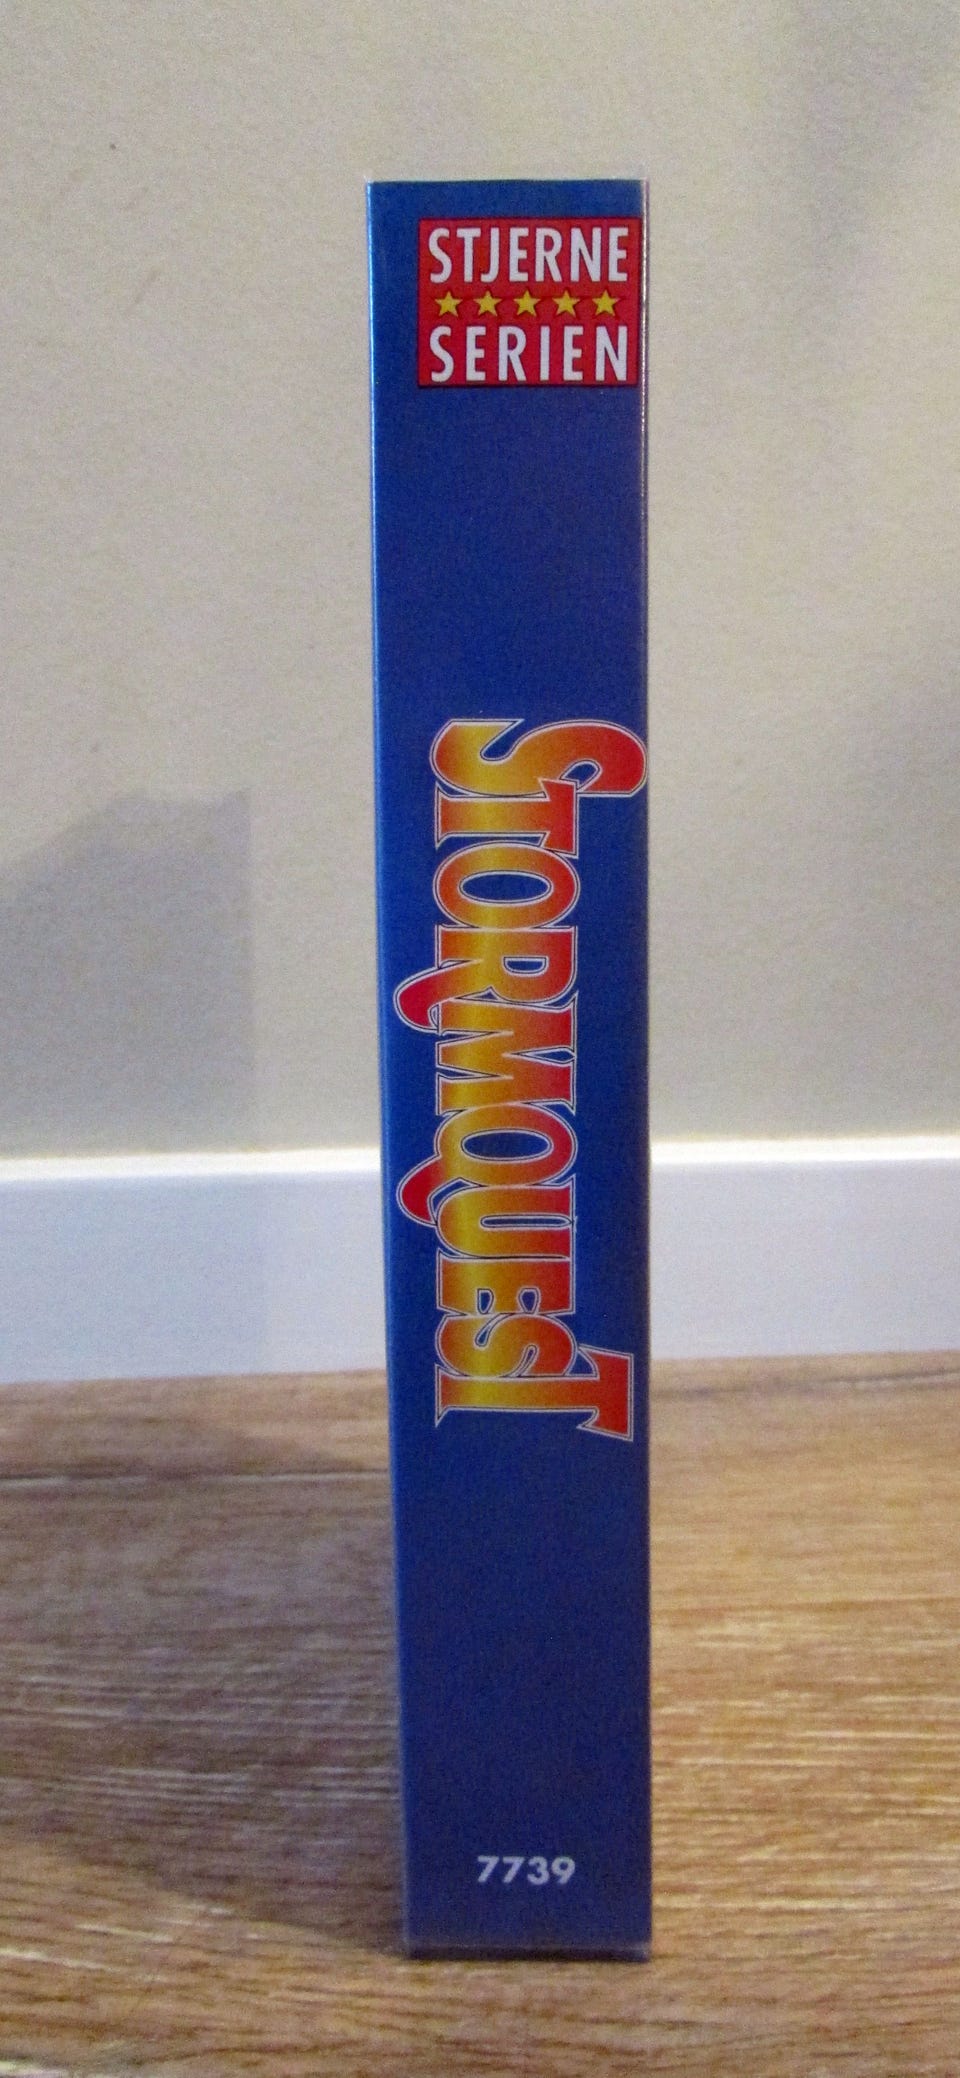 STJERNE
SERIEN
STORMQUEST
7739